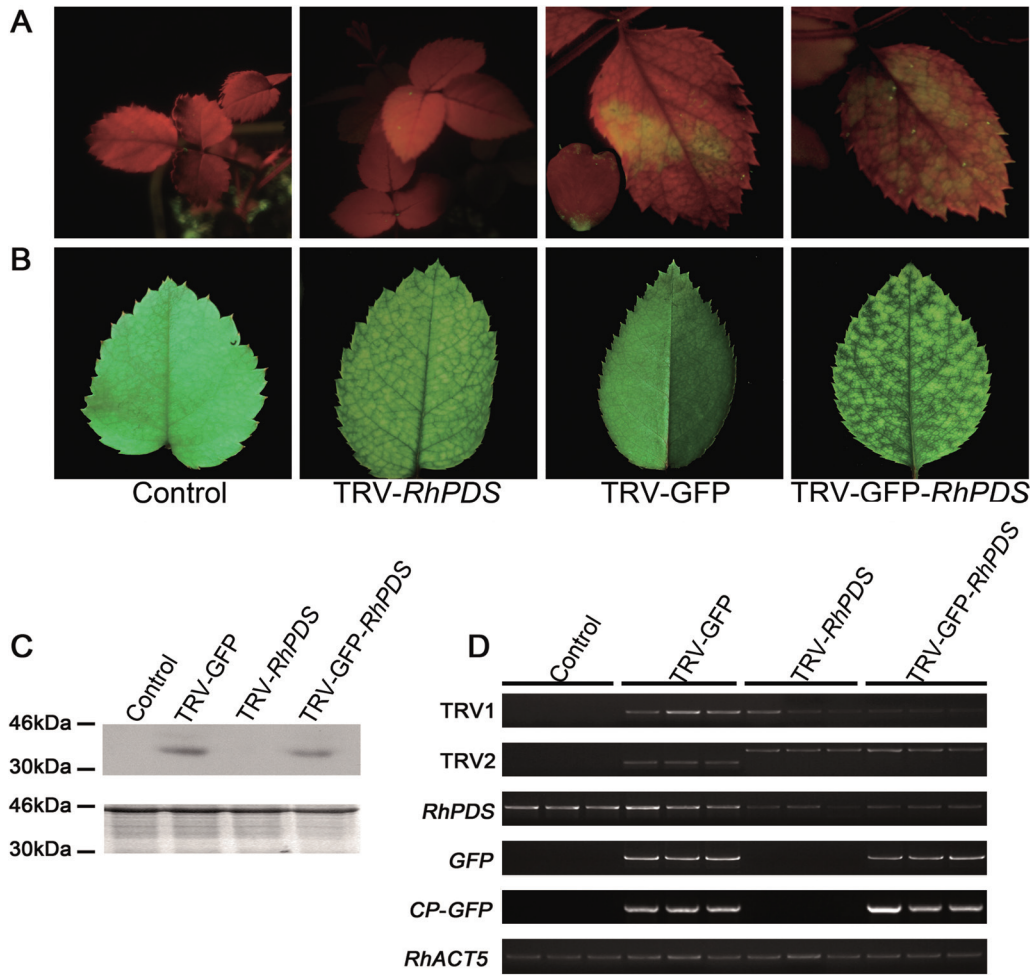 A
B
Control
TRV-RhPDS
TRV-GFP
TRV-GFP-RhPDS
C
Control
TRV-GFP
TRV-RhPDS
TRV-GFP-RhPDS
46kDa
30kDa
46kDa
30kDa
D
Control
TRV-GFP
TRV-RhPDS
TRV-GFP-RhPDS
TRV1
TRV2
RhPDS
GFP
CP-GFP
RhACT5